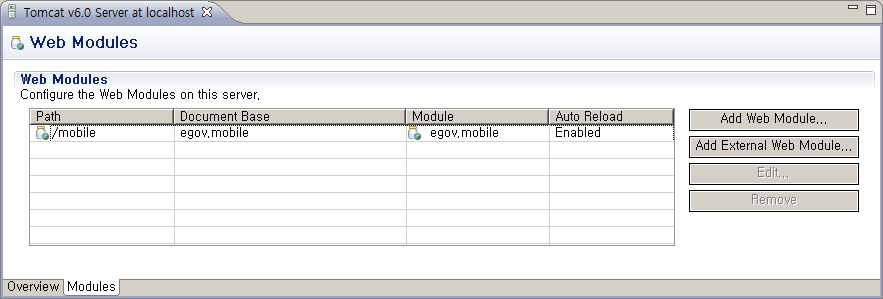 Tomcat v6.0 Server at localhost
Web Modules
Web Modules
Configure the Web Modules on this server.
Path Document Base Module Auto Reload
/mobile egov.mobile egov.mobile Enabled
Add Web Module...
Add External Web Module...
Edit...
Remove
Overview Modules